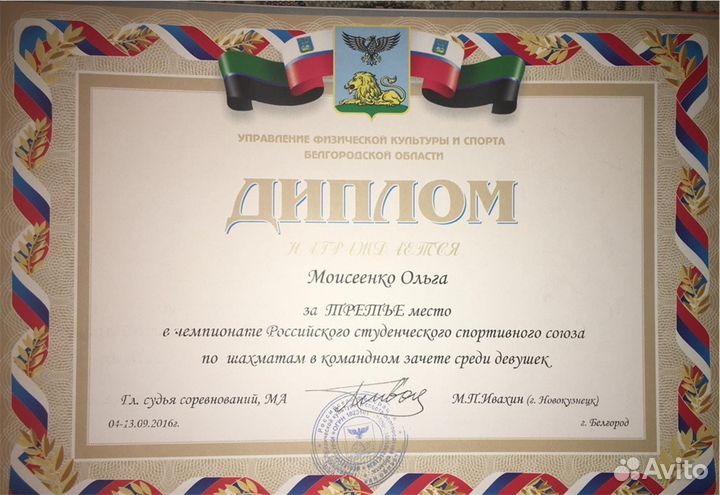 УПРАВЛЕНИЕ ФИЗИЧЕСКОЙ КУЛЬТУРЫ И СПОРТА
БЕЛГОРОДСКОЙ ОБЛАСТИ
ДИПЛОМ
НАГРАЖДАЕТСЯ
Моисеенко Ольга
за ТРЕТЬЕ место
в чемпионате Российского студенческого спортивного союза
по шахматам в командном зачете среди девушек
Гл. судья соревнований, МА М.П.Ивахин (г. Новокузнецк)
04-13.09.2016г. г. Белгород
Avito